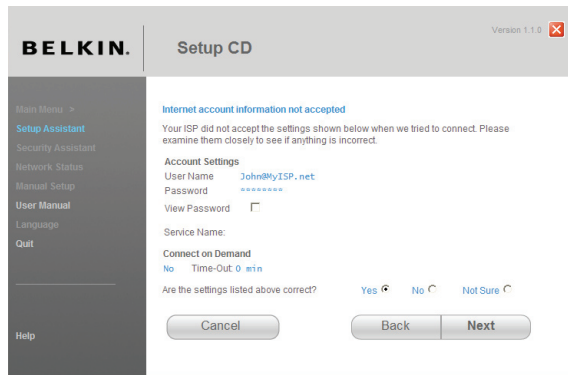 Version 1.1.0
BELKIN.
Setup CD
Main Menu >
Setup Assistant
Security Assistant
Network Status
Manual Setup
User Manual
Language
Quit
Help
Internet account information not accepted
Your ISP did not accept the settings shown below when we tried to connect. Please
examine them closely to see if anything is incorrect.
Account Settings
User Name John@MyISP.net
Password ********
View Password
Service Name:
Connect on Demand
No Time-Out: 0 min
Are the settings listed above correct? Yes No Not Sure
Cancel Back Next